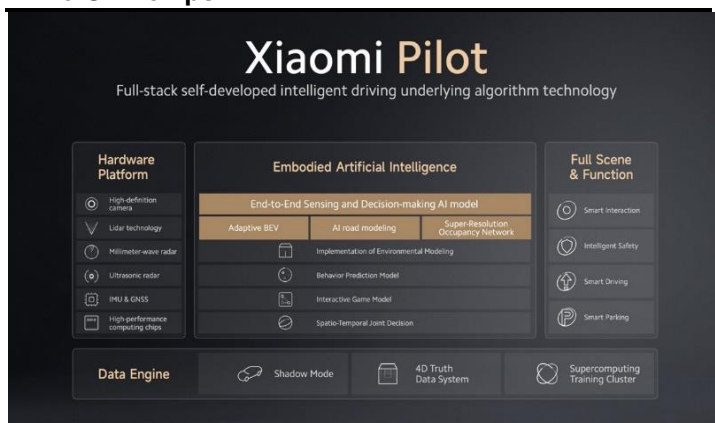 Xiaomi Pilot
Full-stack self-developed intelligent driving underlying algorithm technology
Hardware
Platform
High-definition
camera
Lidar technology
Millimeter-wave radar
Ultrasonic radar
IMU & GNSS
High-performance
computing chips
Embodied Artificial Intelligence
End-to-End Sensing and Decision-making AI model
Adaptive BEV
AI road modeling
Super-Resolution
Occupancy Network
Implementation of Environmental Modeling
Behavior Prediction Model
Interactive Game Model
Spatio-Temporal Joint Decision
Full Scene
& Function
Smart Interaction
Intelligent Safety
Smart Driving
Smart Parking
Data Engine
Shadow Mode
4D Truth
Data System
Supercomputing
Training Cluster